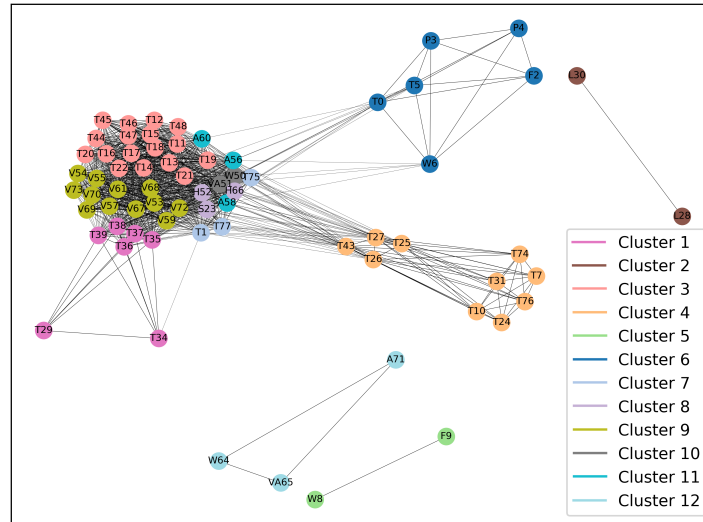 P4
P3
F2
L30
T5
T0
T45
T46
T12
T48
T47
T15
A60
T44
T18
T11
T20
T16
T17
T13
T19
A56
W6
T22
T14
T21
W50
T75
V54
V55
VA51
V73
V70
V61
V68
H52
H66
V69
V57
V67
V53
V72
S23
A58
V59
L28
T39
T38
T37
T36
T35
T1
T77
T43
T27
T25
T26
T74
T7
T31
T76
T10
T24
T29
T34
A71
F9
W64
VA65
W8
Cluster 1
Cluster 2
Cluster 3
Cluster 4
Cluster 5
Cluster 6
Cluster 7
Cluster 8
Cluster 9
Cluster 10
Cluster 11
Cluster 12